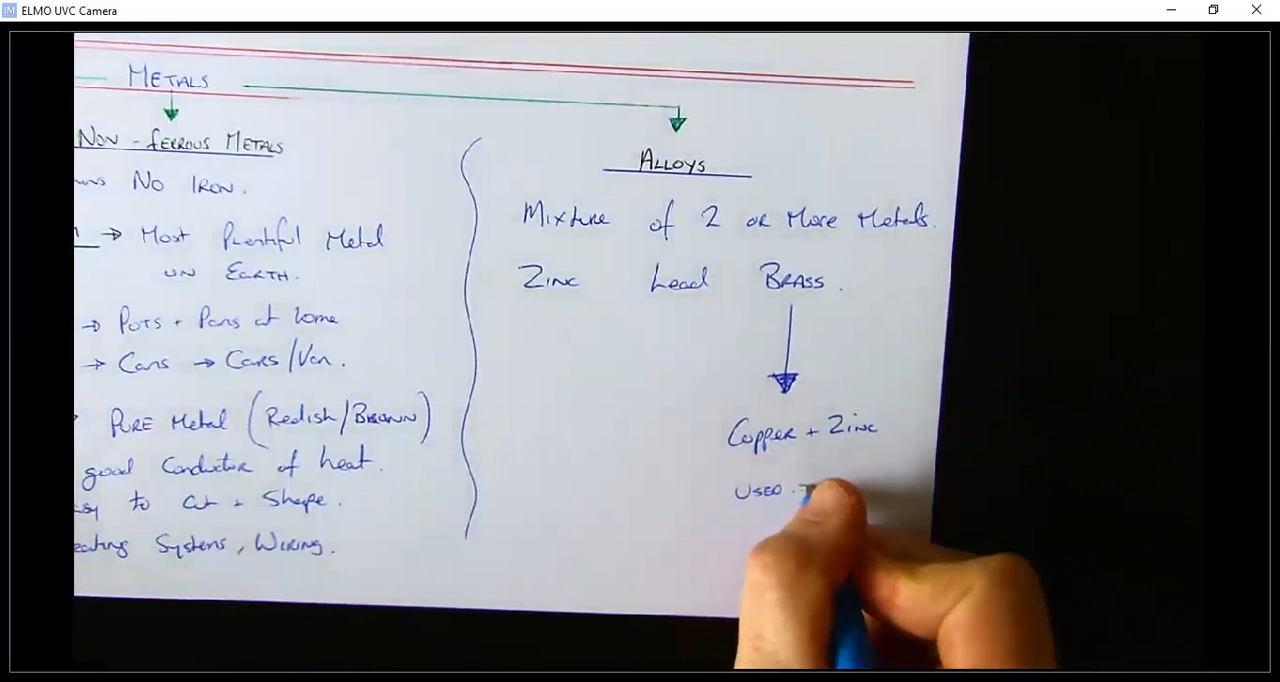 ELMO UVC Camera
METALS
NON-FERROUS METALS
No IRON.
→ Most Plentiful Metal
ON EARTH.
→ POTS + Pans at home
→ Cans → CARS/Van.
PURE Metal (Redish/BROWN)
good Conductor of heat.
to Cut + Shape.
Systems, WIRING.
ALLOYS
Mixture of 2 or More Metals.
ZINC Lead BRASS.
Copper + Zinc
USED